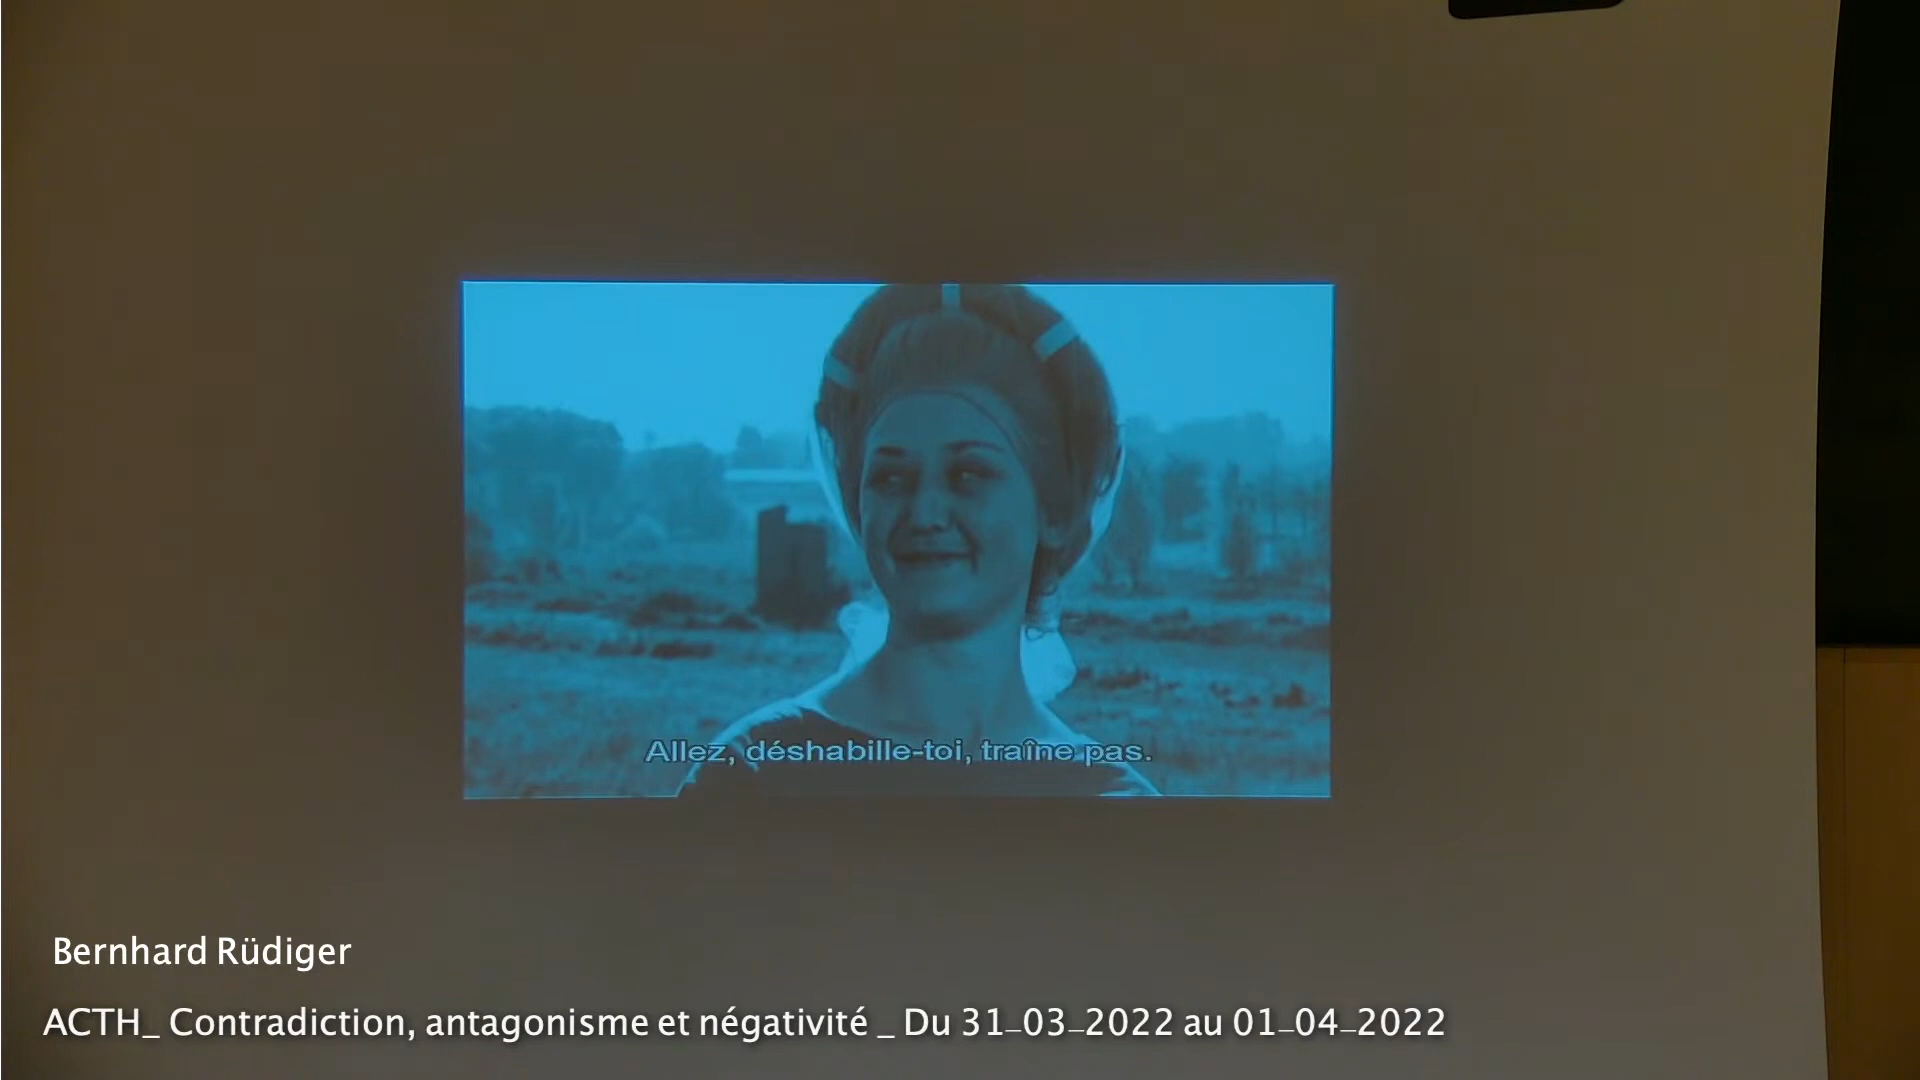 Allez, déshabille-toi, traîne pas.
Bernhard Rüdiger
ACTH_ Contradiction, antagonisme et négativité _ Du 31-03-2022 au 01-04-2022